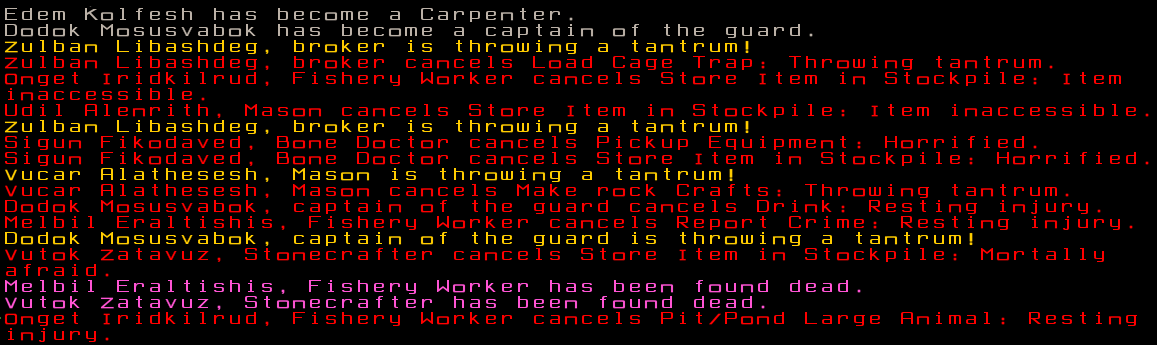 Edem Kolfesh has become a Carpenter.
Dodok Mosusvabok has become a captain of the guard.
Zulban Libashdeg, broker is throwing a tantrum!
Zulban Libashdeg, broker cancels Load Cage Trap: Throwing tantrum.
Onget Iridkilrud, Fishery Worker cancels Store Item in Stockpile: Item
inaccessible.
Udil Alenrith, Mason cancels Store Item in Stockpile: Item inaccessible.
Zulban Libashdeg, broker is throwing a tantrum!
Sigun Fikodaved, Bone Doctor cancels Pickup Equipment: Horrified.
Sigun Fikodaved, Bone Doctor cancels Store Item in Stockpile: Horrified.
Vucar Alathesesh, Mason is throwing a tantrum!
Vucar Alathesesh, Mason cancels Make rock Crafts: Throwing tantrum.
Dodok Mosusvabok, captain of the guard cancels Drink: Resting injury.
Melbil Eraltishis, Fishery Worker cancels Report Crime: Resting injury.
Dodok Mosusvabok, captain of the guard is throwing a tantrum!
Vutok Zatavuz, Stonecrafter cancels Store Item in Stockpile: Mortally
afraid.
Melbil Eraltishis, Fishery Worker has been found dead.
Vutok Zatavuz, Stonecrafter has been found dead.
Onget Iridkilrud, Fishery Worker cancels Pit/Pond Large Animal: Resting
injury.